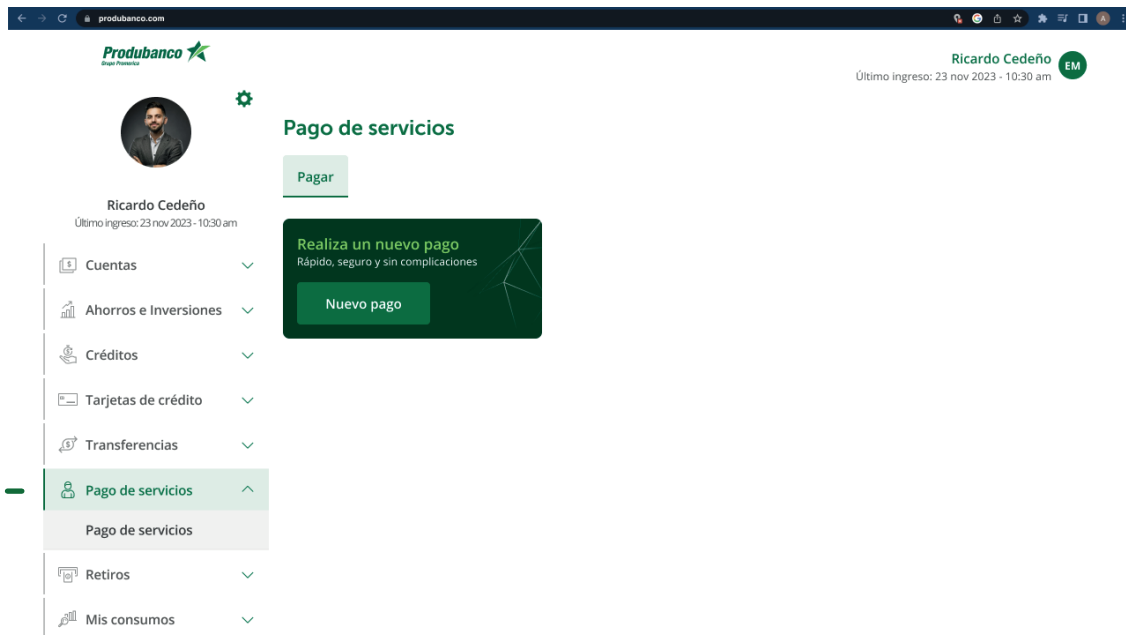 produbanco.com
A
Produbanco
Grupo Promerica
Ricardo Cedeño
Último ingreso: 23 nov 2023 - 10:30 am
EM
Pago de servicios
Pagar
Ricardo Cedeño
Último ingreso: 23 nov 2023 - 10:30 am
Realiza un nuevo pago
Rápido, seguro y sin complicaciones
Nuevo pago
Cuentas
Ahorros e Inversiones
Créditos
Tarjetas de crédito
Transferencias
Pago de servicios
Pago de servicios
Retiros
Mis consumos